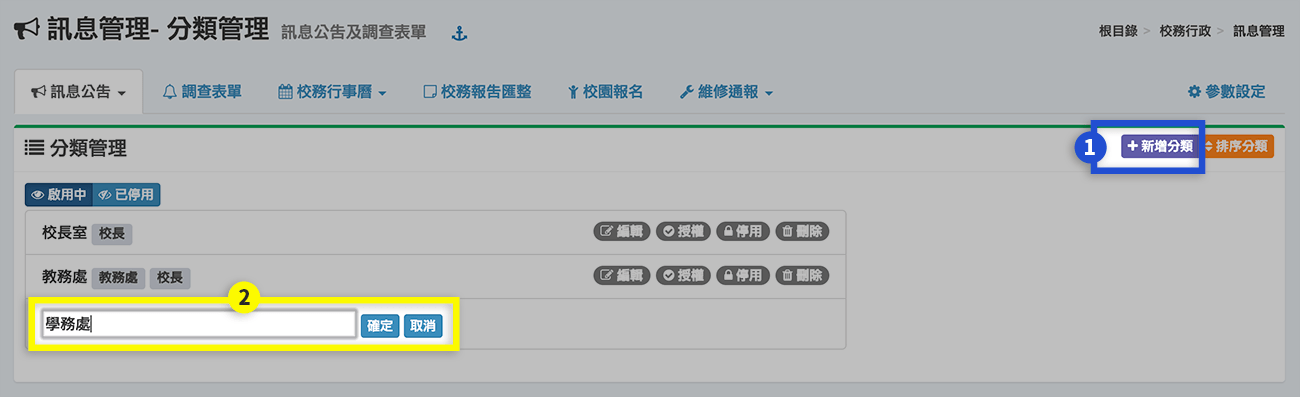 訊息管理- 分類管理 訊息公告及調查表單
根目錄 > 校務行政 > 訊息管理
訊息公告 調查表單 校務行事曆 校務報告匯整 校園報名 維修通報 參數設定
分類管理
1
+ 新增分類 排序分類
啟用中 已停用
校長室 校長 編輯 授權 停用 刪除
教務處 教務處 校長 編輯 授權 停用 刪除
2
學務處 確定 取消